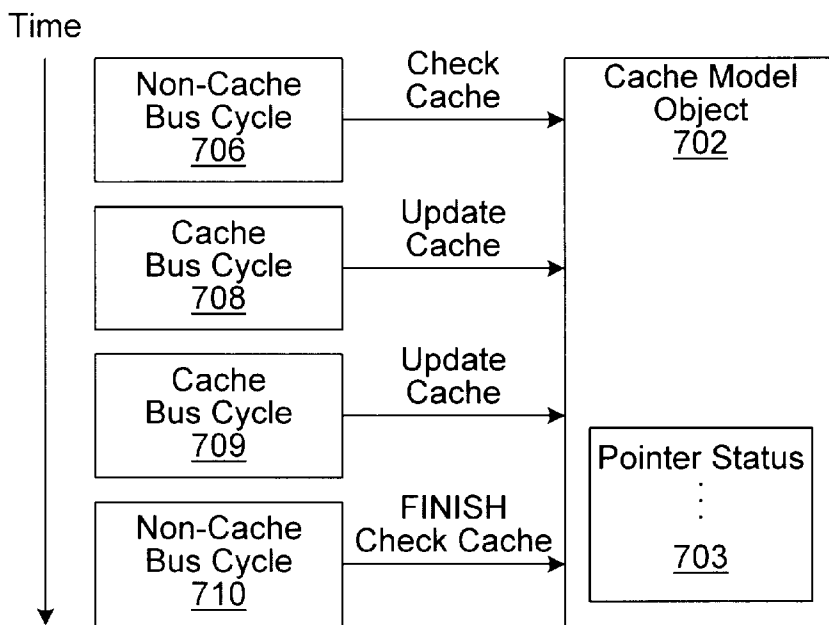 Time
Non-Cache
Bus Cycle
706
Check
Cache
Cache Model
Object
702
Cache
Bus Cycle
708
Update
Cache
Cache
Bus Cycle
709
Update
Cache
Non-Cache
Bus Cycle
710
FINISH
Check Cache
Pointer Status
703